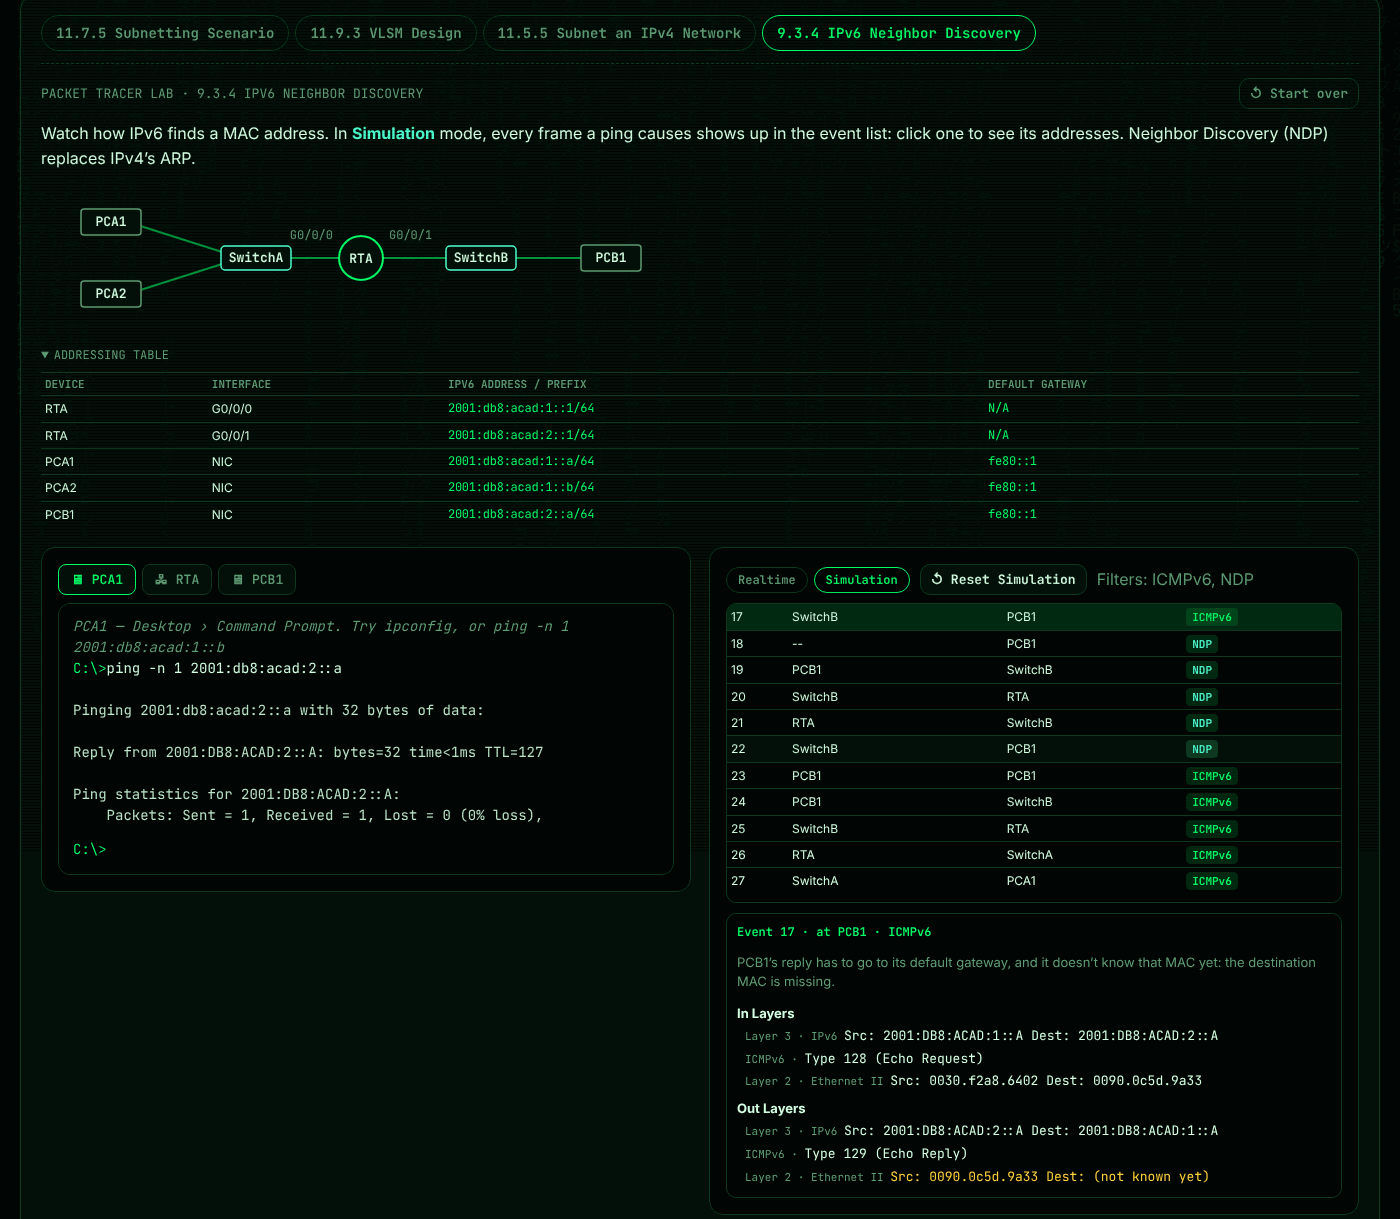 11.7.5 Subnetting Scenario
11.9.3 VLSM Design
11.5.5 Subnet an IPv4 Network
9.3.4 IPv6 Neighbor Discovery
PACKET TRACER LAB · 9.3.4 IPV6 NEIGHBOR DISCOVERY
Start over
Watch how IPv6 finds a MAC address. In Simulation mode, every frame a ping causes shows up in the event list: click one to see its addresses. Neighbor Discovery (NDP)
replaces IPv4's ARP.
PCA1
G0/0/0
G0/0/1
SwitchA
RTA
SwitchB
PCB1
PCA2
▼ ADDRESSING TABLE
DEVICE INTERFACE IPV6 ADDRESS / PREFIX DEFAULT GATEWAY
RTA G0/0/0 2001:db8:acad:1::1/64 N/A
RTA G0/0/1 2001:db8:acad:2::1/64 N/A
PCA1 NIC 2001:db8:acad:1::a/64 fe80::1
PCA2 NIC 2001:db8:acad:1::b/64 fe80::1
PCB1 NIC 2001:db8:acad:2::a/64 fe80::1
PCA1
RTA
PCB1
PCA1 — Desktop › Command Prompt. Try ipconfig, or ping -n 1
2001:db8:acad:1::b
C:\>ping -n 1 2001:db8:acad:2::a
Pinging 2001:db8:acad:2::a with 32 bytes of data:
Reply from 2001:DB8:ACAD:2::A: bytes=32 time<1ms TTL=127
Ping statistics for 2001:DB8:ACAD:2::A:
Packets: Sent = 1, Received = 1, Lost = 0 (0% loss),
C:\>
Realtime
Simulation
Reset Simulation
Filters: ICMPv6, NDP
17 SwitchB PCB1 ICMPv6
18 -- PCB1 NDP
19 PCB1 SwitchB NDP
20 SwitchB RTA NDP
21 RTA SwitchB NDP
22 SwitchB PCB1 NDP
23 PCB1 PCB1 ICMPv6
24 PCB1 SwitchB ICMPv6
25 SwitchB RTA ICMPv6
26 RTA SwitchA ICMPv6
27 SwitchA PCA1 ICMPv6
Event 17 · at PCB1 · ICMPv6
PCB1's reply has to go to its default gateway, and it doesn't know that MAC yet: the destination
MAC is missing.
In Layers
Layer 3 · IPv6 Src: 2001:DB8:ACAD:1::A Dest: 2001:DB8:ACAD:2::A
ICMPv6 · Type 128 (Echo Request)
Layer 2 · Ethernet II Src: 0030.f2a8.6402 Dest: 0090.0c5d.9a33
Out Layers
Layer 3 · IPv6 Src: 2001:DB8:ACAD:2::A Dest: 2001:DB8:ACAD:1::A
ICMPv6 · Type 129 (Echo Reply)
Layer 2 · Ethernet II Src: 0090.0c5d.9a33 Dest: (not known yet)